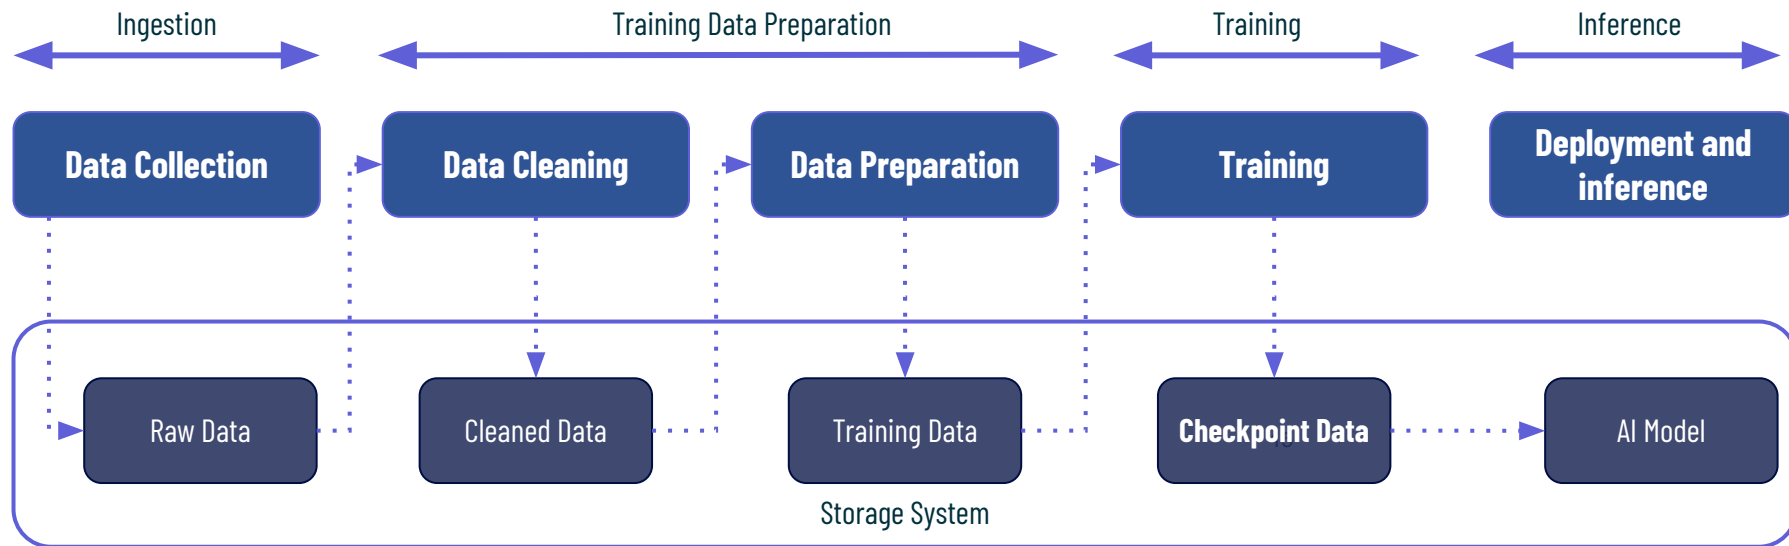 Ingestion
Training Data Preparation
Training
Inference
Data Collection
Data Cleaning
Data Preparation
Training
Deployment and
inference
Raw Data
Cleaned Data
Training Data
Checkpoint Data
AI Model
Storage System